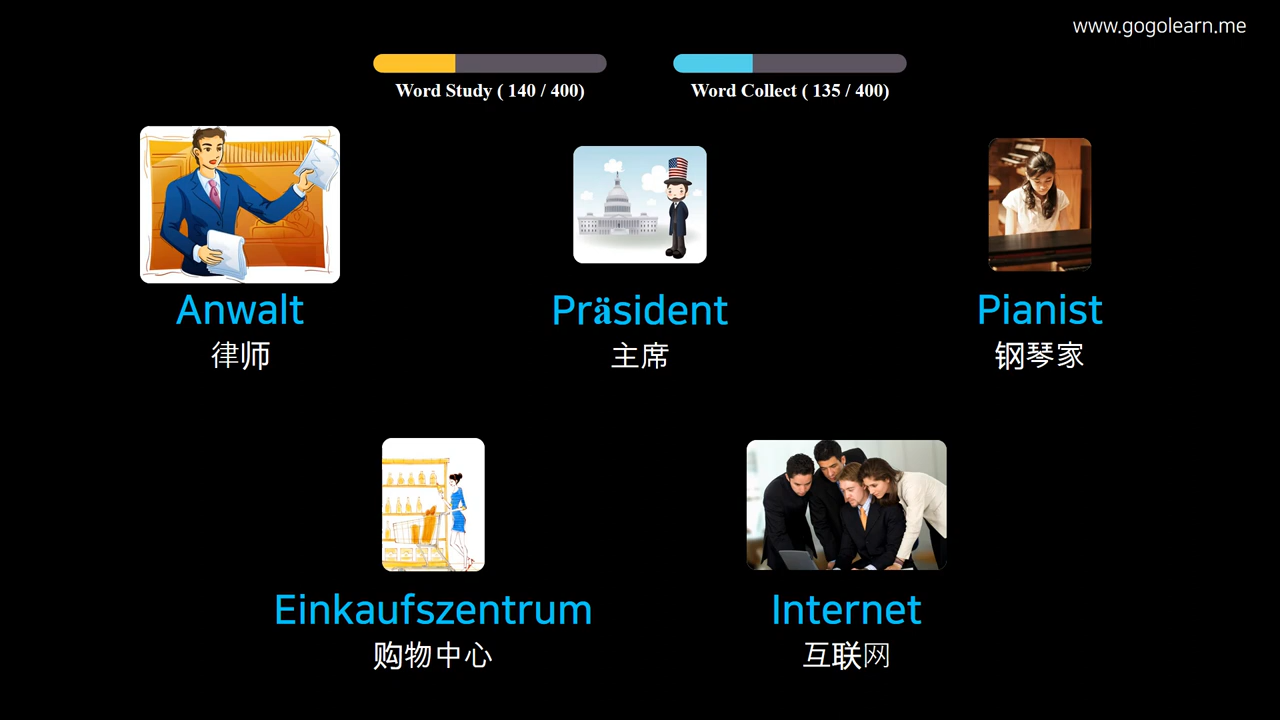 www.gogolearn.me
Word Study ( 140 / 400)
Word Collect ( 135 / 400)
Anwalt
律师
Präsident
主席
Pianist
钢琴家
Einkaufszentrum
购物中心
Internet
互联网